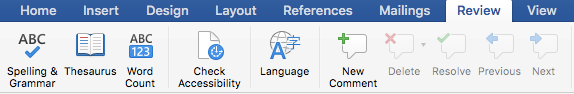 Home Insert Design Layout References Mailings Review View
ABC ABC
123
A
Spelling & Thesaurus Word Check Language New Delete Resolve Previous Next
Grammar Count Accessibility Comment